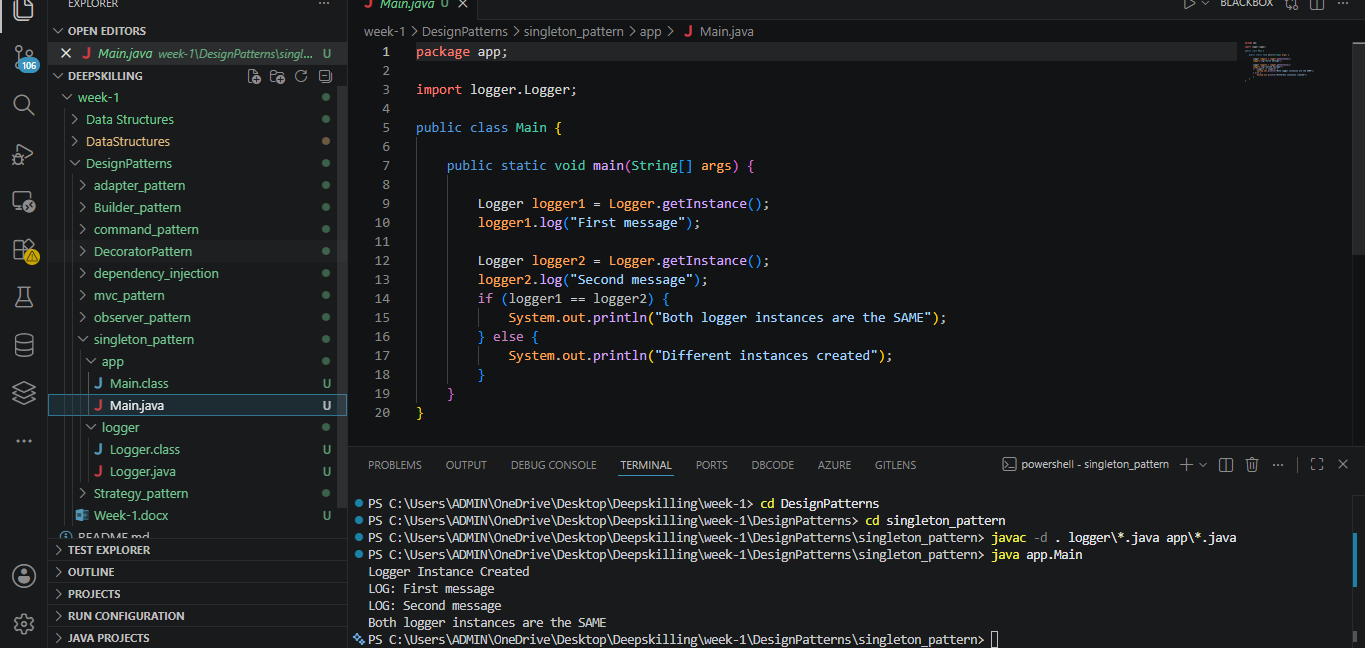 EXPLORER
Main.java U
BLACKBOX
OPEN EDITORS
Main.java week-1\DesignPatterns\singl... U
106
DEEPSKILLING
week-1
Data Structures
DataStructures
DesignPatterns
adapter_pattern
Builder_pattern
command_pattern
DecoratorPattern
dependency_injection
mvc_pattern
observer_pattern
singleton_pattern
app
Main.class U
Main.java U
logger
Logger.class U
Logger.java U
Strategy_pattern
Week-1.docx U
README.md
TEST EXPLORER
OUTLINE
PROJECTS
RUN CONFIGURATION
JAVA PROJECTS
week-1 > DesignPatterns > singleton_pattern > app > Main.java
1 package app;
2
3 import logger.Logger;
4
5 public class Main {
6
7 public static void main(String[] args) {
8
9 Logger logger1 = Logger.getInstance();
10 logger1.log("First message");
11
12 Logger logger2 = Logger.getInstance();
13 logger2.log("Second message");
14 if (logger1 == logger2) {
15 System.out.println("Both logger instances are the SAME");
16 } else {
17 System.out.println("Different instances created");
18 }
19 }
20 }
PROBLEMS OUTPUT DEBUG CONSOLE TERMINAL PORTS DBCODE AZURE GITLENS powershell - singleton_pattern
PS C:\Users\ADMIN\OneDrive\Desktop\Deepskilling\week-1> cd DesignPatterns
PS C:\Users\ADMIN\OneDrive\Desktop\Deepskilling\week-1\DesignPatterns> cd singleton_pattern
PS C:\Users\ADMIN\OneDrive\Desktop\Deepskilling\week-1\DesignPatterns\singleton_pattern> javac -d . logger\*.java app\*.java
PS C:\Users\ADMIN\OneDrive\Desktop\Deepskilling\week-1\DesignPatterns\singleton_pattern> java app.Main
Logger Instance Created
LOG: First message
LOG: Second message
Both logger instances are the SAME
PS C:\Users\ADMIN\OneDrive\Desktop\Deepskilling\week-1\DesignPatterns\singleton_pattern>